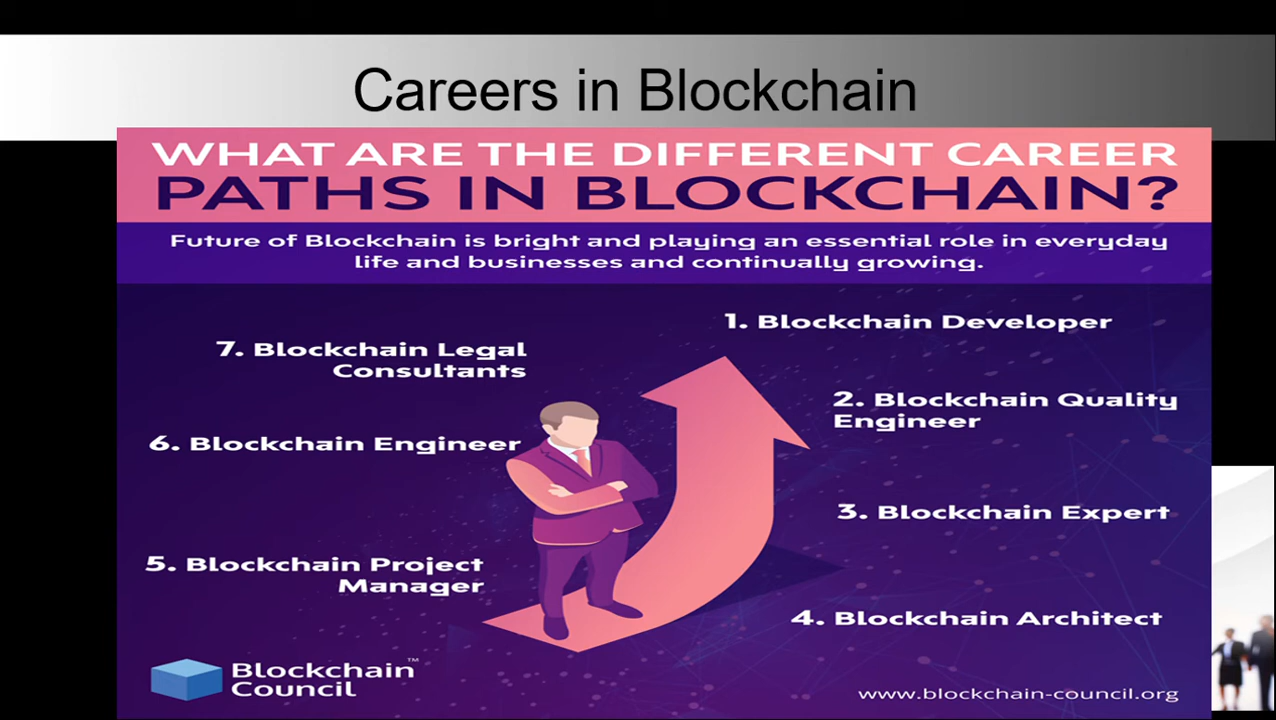 Careers in Blockchain
WHAT ARE THE DIFFERENT CAREER
PATHS IN BLOCKCHAIN?
Future of Blockchain is bright and playing an essential role in everyday
life and businesses and continually growing.
1. Blockchain Developer
2. Blockchain Quality
Engineer
3. Blockchain Expert
4. Blockchain Architect
5. Blockchain Project
Manager
6. Blockchain Engineer
7. Blockchain Legal
Consultants
Blockchain™
Council
www.blockchain-council.org